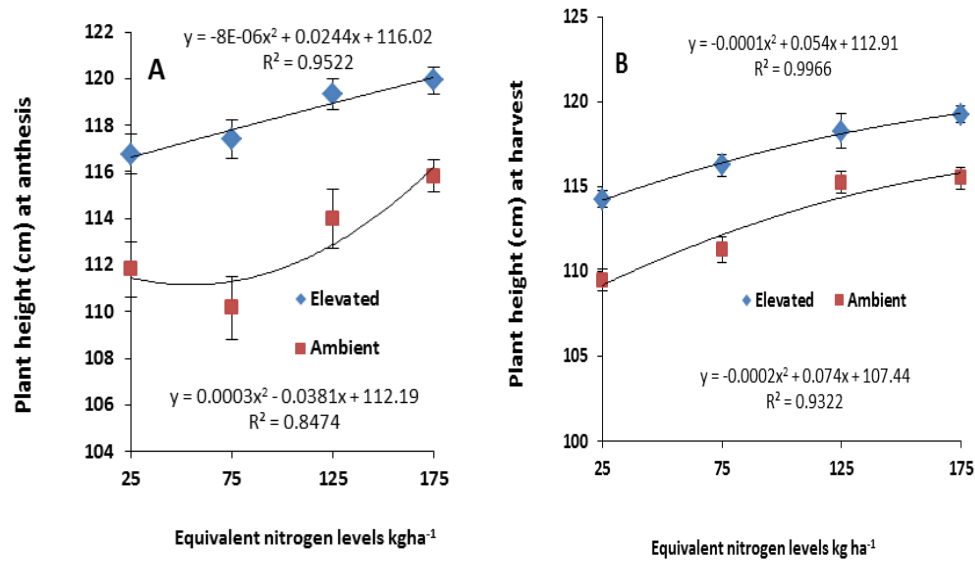 A
y = -8E-06x² + 0.0244x + 116.02
R² = 0.9522
Plant height (cm) at anthesis
122
120
118
116
114
112
110
108
106
104
Elevated
Ambient
y = 0.0003x² - 0.0381x + 112.19
R² = 0.8474
25 75 125 175
Equivalent nitrogen levels kgha⁻¹
B
y = -0.0001x² + 0.054x + 112.91
R² = 0.9966
Plant height (cm) at harvest
125
120
115
110
105
100
Elevated Ambient
y = -0.0002x² + 0.074x + 107.44
R² = 0.9322
25 75 125 175
Equivalent nitrogen levels kg ha⁻¹